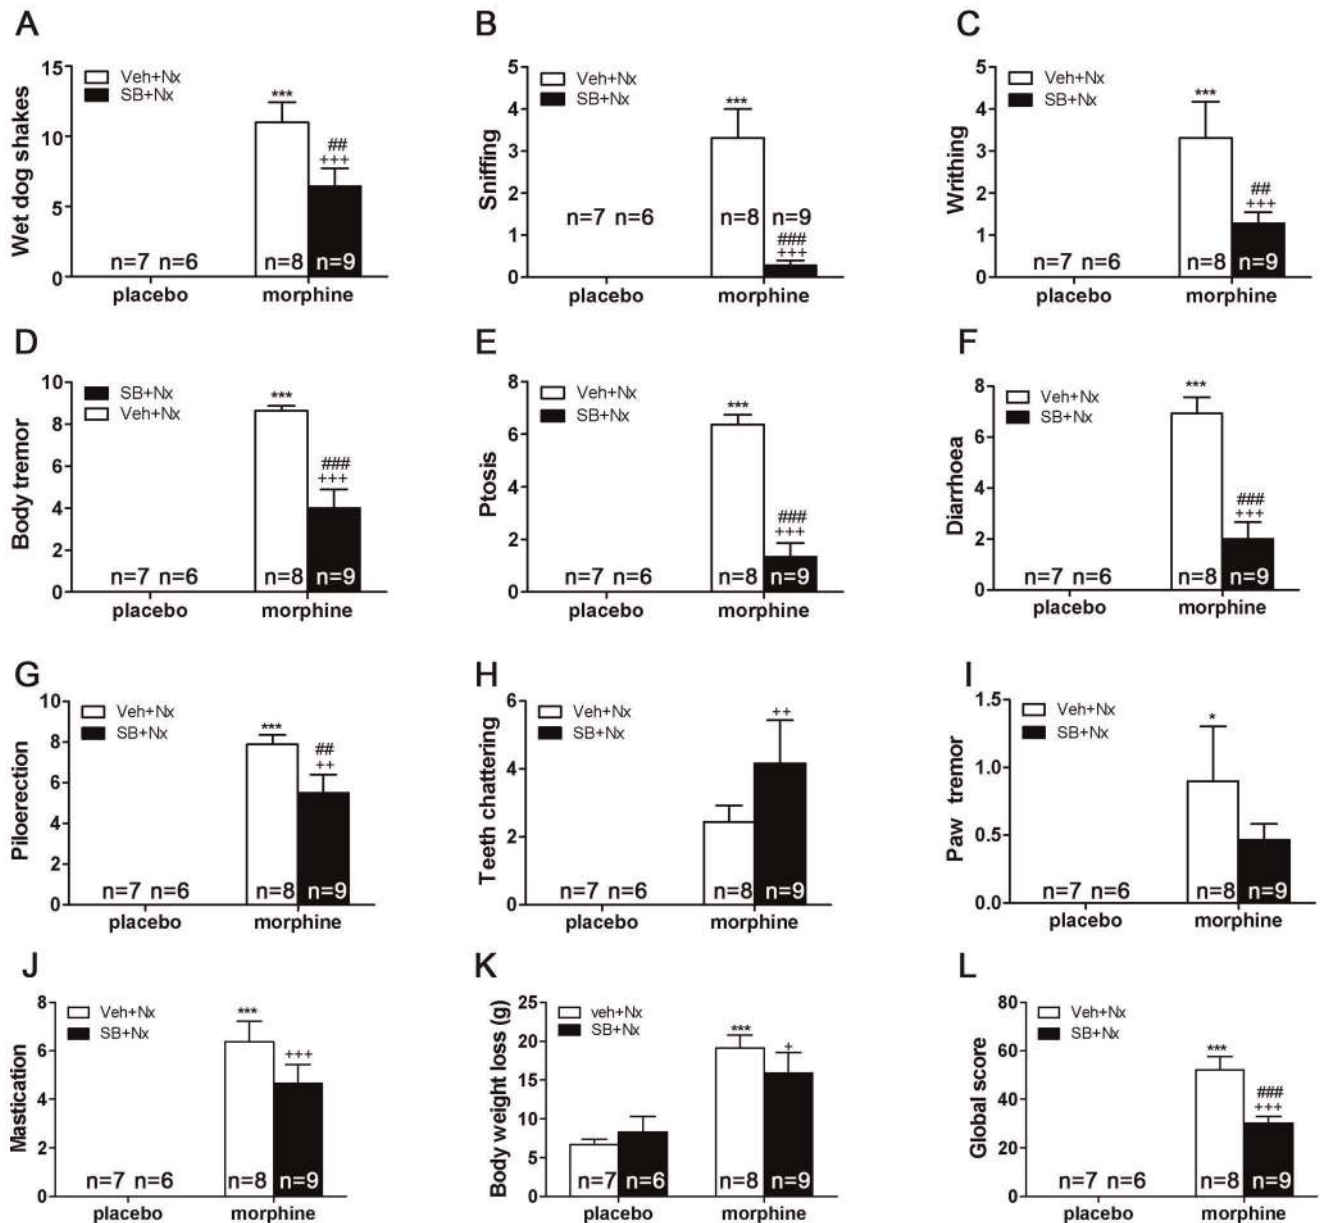 A
Wet dog shakes
15
10
5
0
Veh+Nx
SB+Nx
***
##
+++
n=7 n=6
n=8 n=9
placebo
morphine
B
Sniffing
5
4
3
2
1
0
Veh+Nx
SB+Nx
***
n=7 n=6
n=8 n=9
###
+++
placebo
morphine
C
Writhing
5
4
3
2
1
0
Veh+Nx
SB+Nx
***
##
+++
n=7 n=6
n=8 n=9
placebo
morphine
D
Body tremor
10
8
6
4
2
0
SB+Nx
Veh+Nx
***
###
+++
n=7 n=6
n=8 n=9
placebo
morphine
E
Ptosis
8
6
4
2
0
Veh+Nx
SB+Nx
***
###
+++
n=7 n=6
n=8 n=9
placebo
morphine
F
Diarrhoea
8
6
4
2
0
Veh+Nx
SB+Nx
***
###
+++
n=7 n=6
n=8 n=9
placebo
morphine
G
Piloerection
10
8
6
4
2
0
Veh+Nx
SB+Nx
***
##
++
n=7 n=6
n=8 n=9
placebo
morphine
H
Teeth chattering
6
4
2
0
Veh+Nx
SB+Nx
++
n=7 n=6
n=8 n=9
placebo
morphine
I
Paw tremor
1.5
1.0
0.5
0.0
Veh+Nx
SB+Nx
*
n=7 n=6
n=8 n=9
placebo
morphine
J
Mastication
8
6
4
2
0
Veh+Nx
SB+Nx
***
+++
n=7 n=6
n=8 n=9
placebo
morphine
K
Body weight loss (g)
25
20
15
10
5
0
veh+Nx
SB+Nx
***
+
n=7 n=6
n=8 n=9
placebo
morphine
L
Global score
80
60
40
20
0
Veh+Nx
SB+Nx
***
###
+++
n=7 n=6
n=8 n=9
placebo
morphine